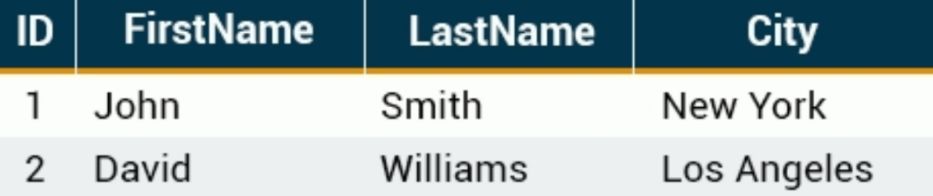 ID FirstName LastName City
1 John Smith New York
2 David Williams Los Angeles